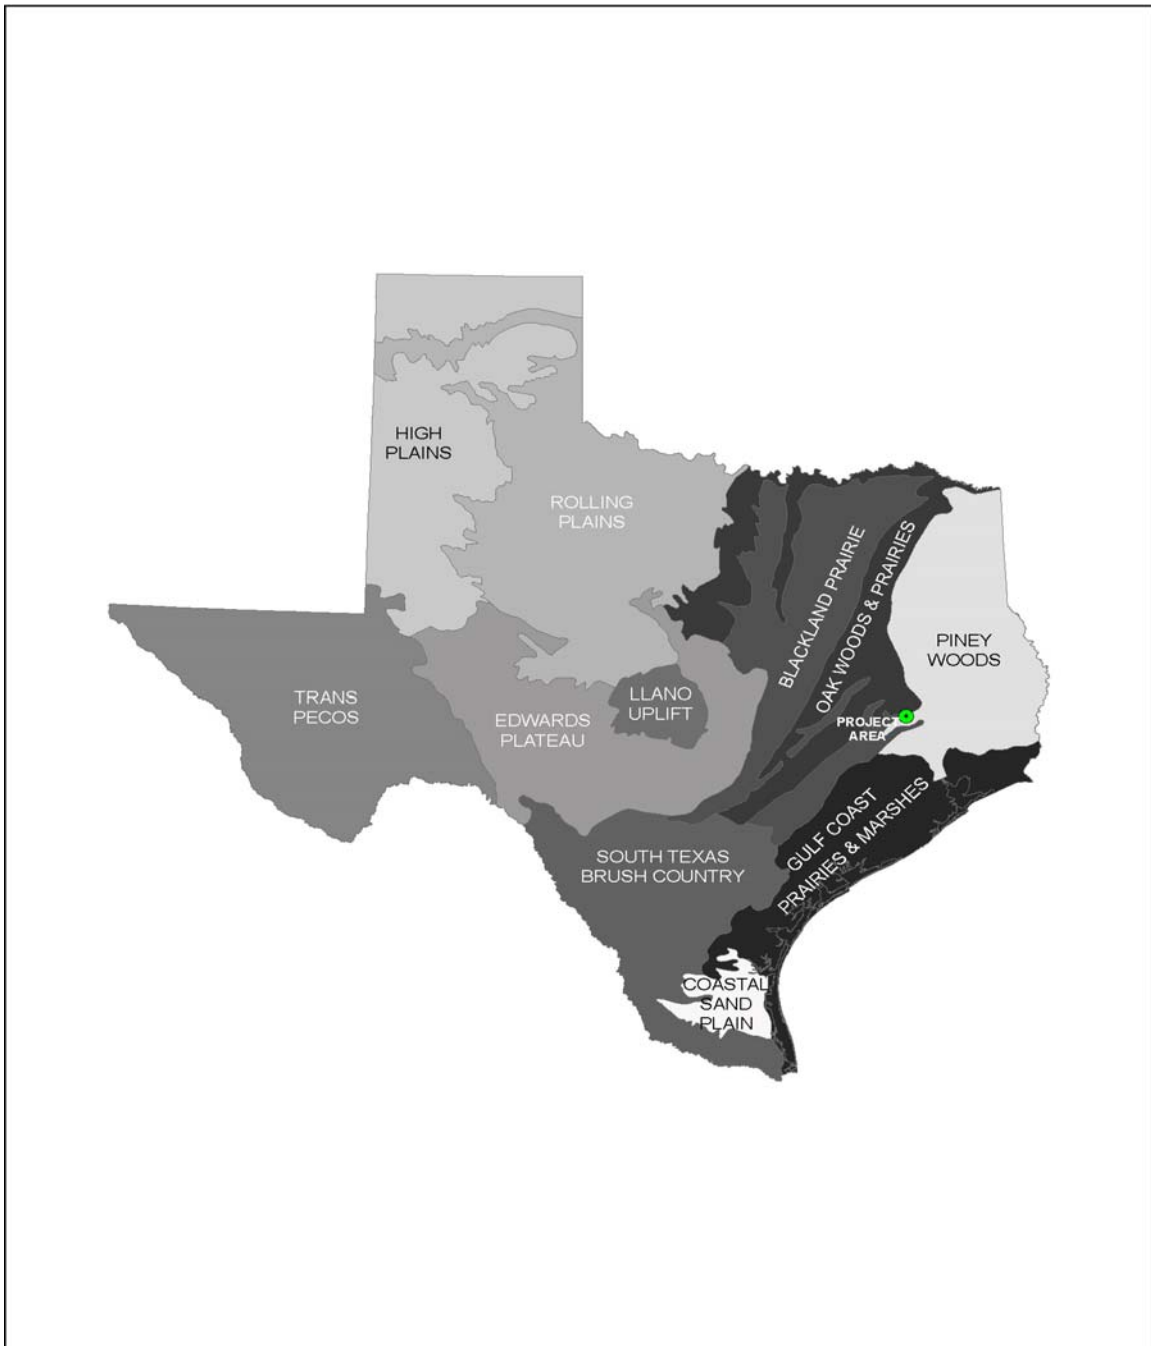 HIGH
PLAINS
ROLLING
PLAINS
BLACKLAND PRAIRIE
OAK WOODS & PRAIRIES
PINEY
WOODS
TRANS
PECOS
EDWARDS
PLATEAU
LLANO
UPLIFT
PROJECT
AREA
GULF COAST
PRAIRIES & MARSHES
SOUTH TEXAS
BRUSH COUNTRY
COASTAL
SAND
PLAIN